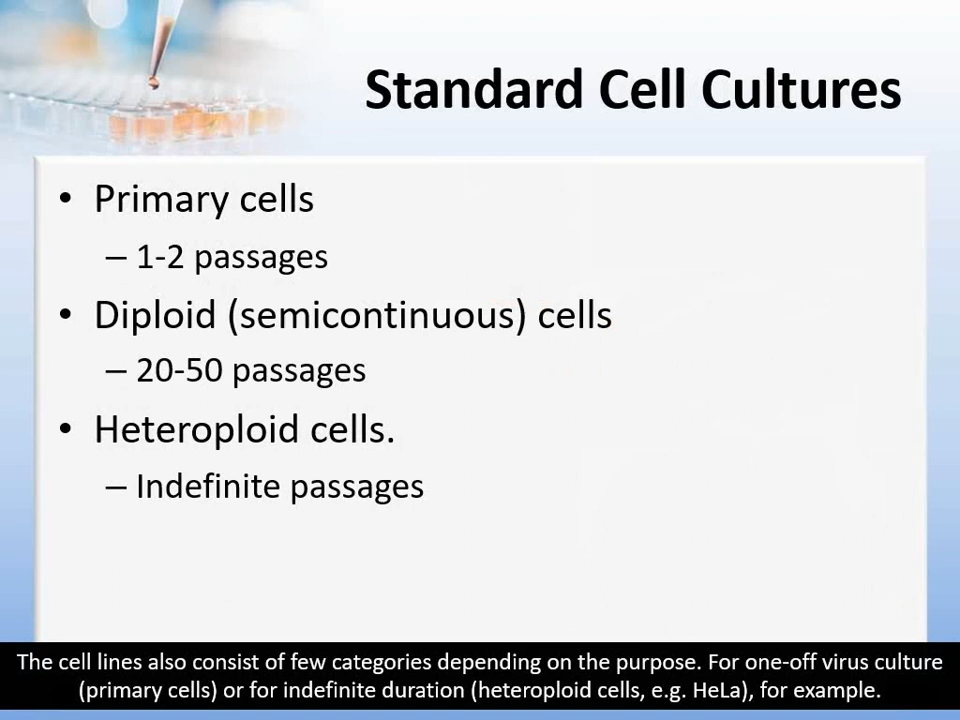 Standard Cell Cultures
• Primary cells
– 1-2 passages
• Diploid (semicontinuous) cells
– 20-50 passages
• Heteroploid cells.
– Indefinite passages
The cell lines also consist of few categories depending on the purpose. For one-off virus culture
(primary cells) or for indefinite duration (heteroploid cells, e.g. HeLa), for example.